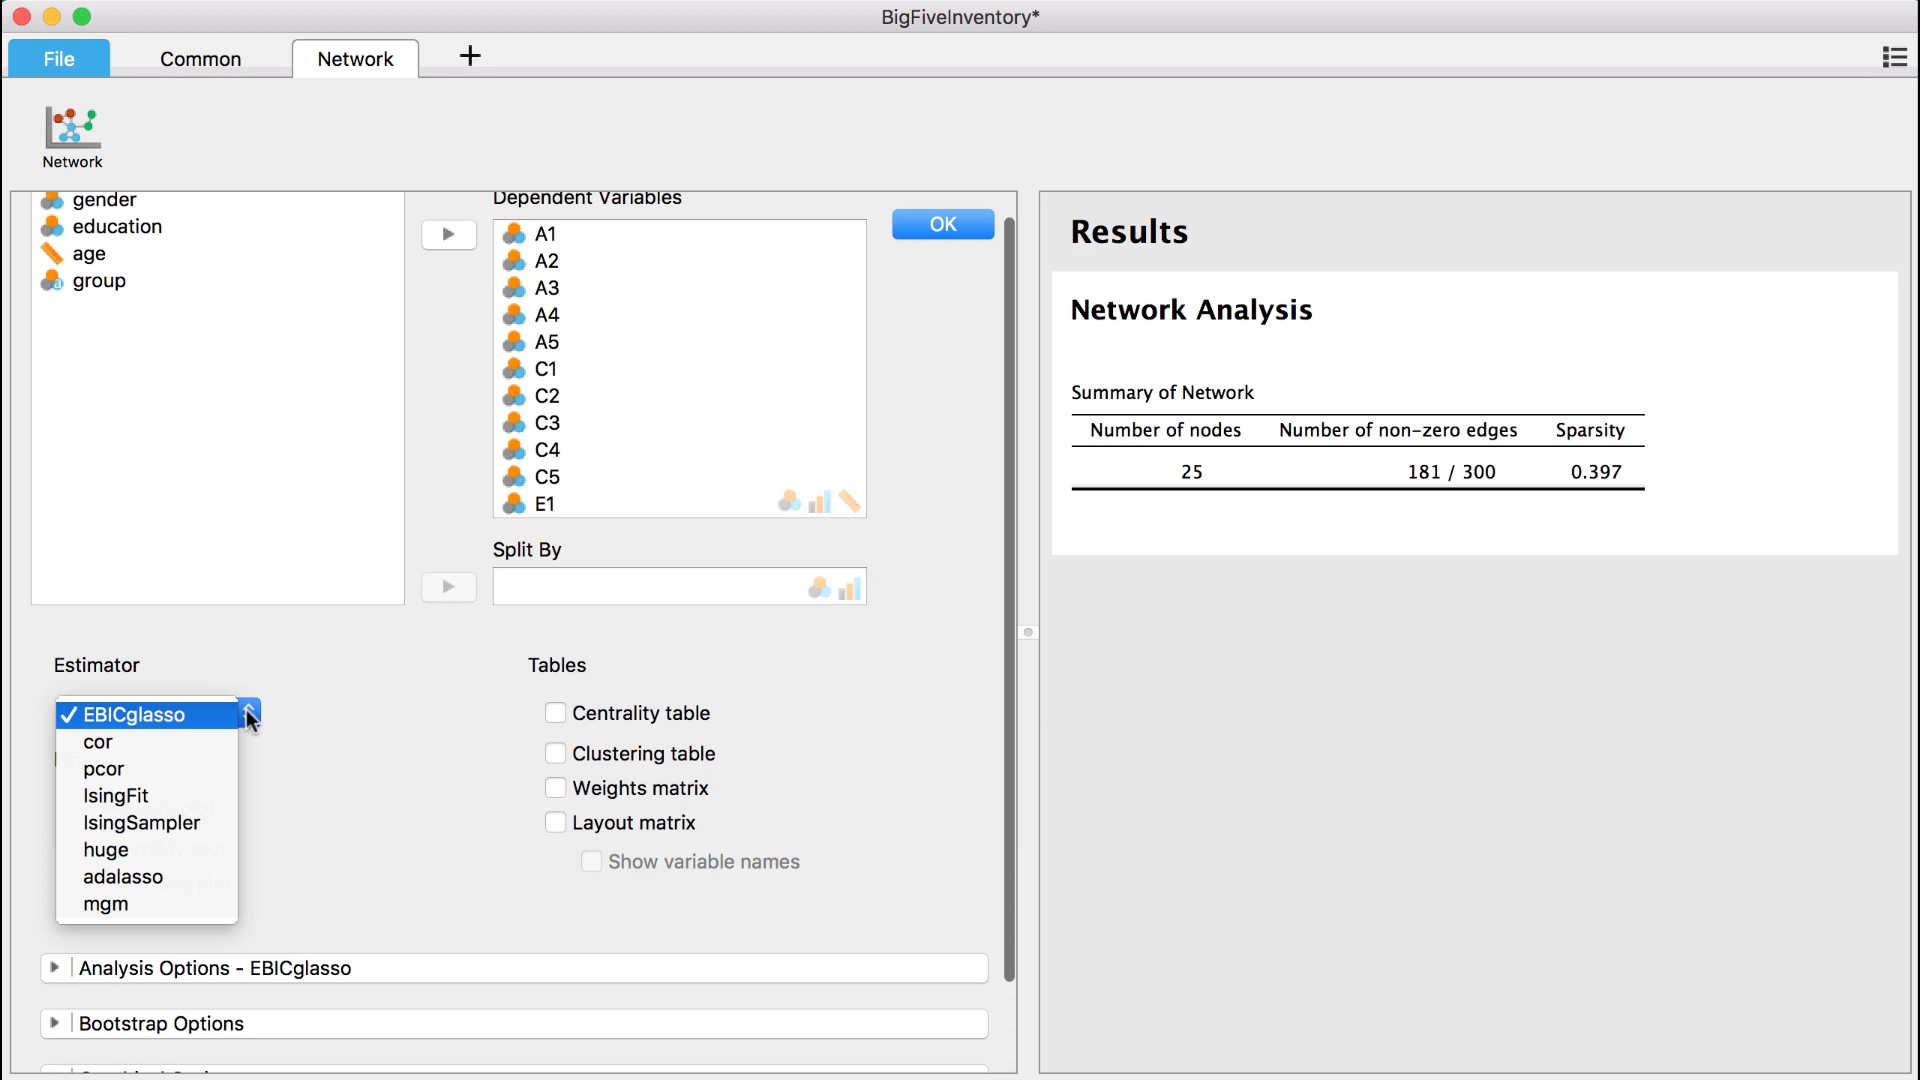 BigFiveInventory*
File
Common
Network
+
Network
gender
education
age
group
Dependent Variables
A1
A2
A3
A4
A5
C1
C2
C3
C4
C5
E1
OK
Split By
Estimator
✓ EBICglasso
cor
pcor
IsingFit
IsingSampler
huge
adalasso
mgm
Tables
Centrality table
Clustering table
Weights matrix
Layout matrix
Show variable names
Analysis Options - EBICglasso
Bootstrap Options
Results
Network Analysis
Summary of Network
Number of nodes Number of non-zero edges Sparsity
25 181 / 300 0.397